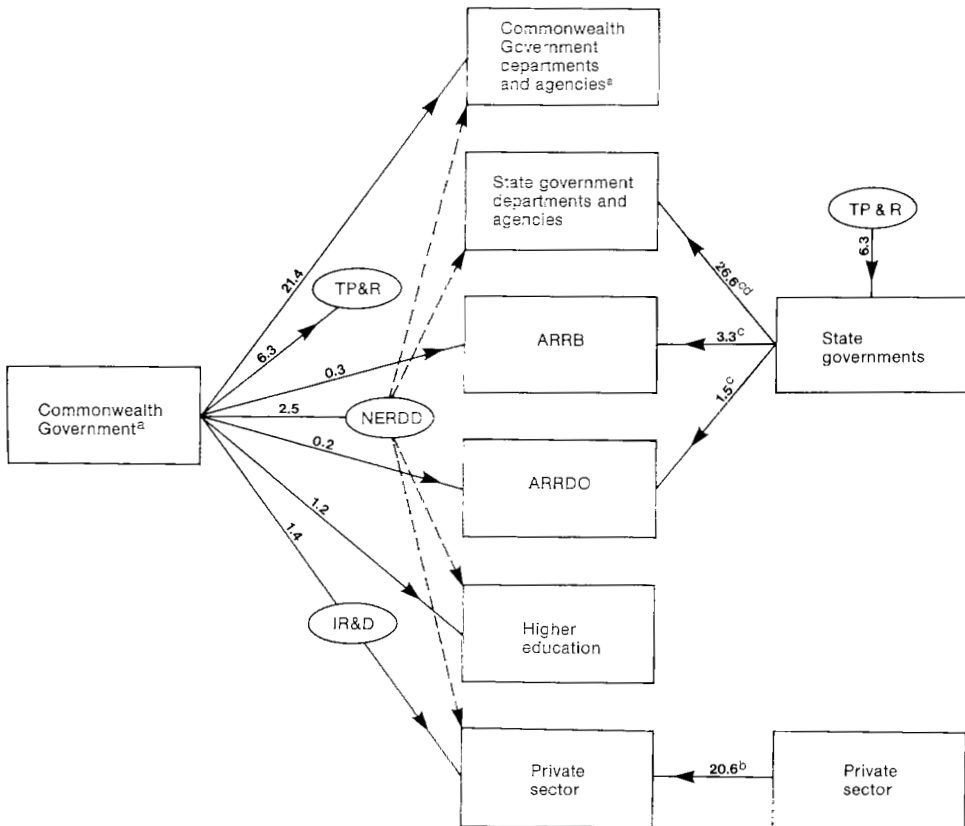 Commonwealth
Government
departments
and agencies^a
State government
departments and
agencies
TP & R
6.3
21.4
TP&R
6.3
26.6^cd
ARRB
3.3^c
State
governments
0.3
Commonwealth
Government^a
2.5
NERDD
1.5^c
0.2
ARRDO
1.2
1.4
IR&D
Higher
education
Private
sector
20.6^b
Private
sector